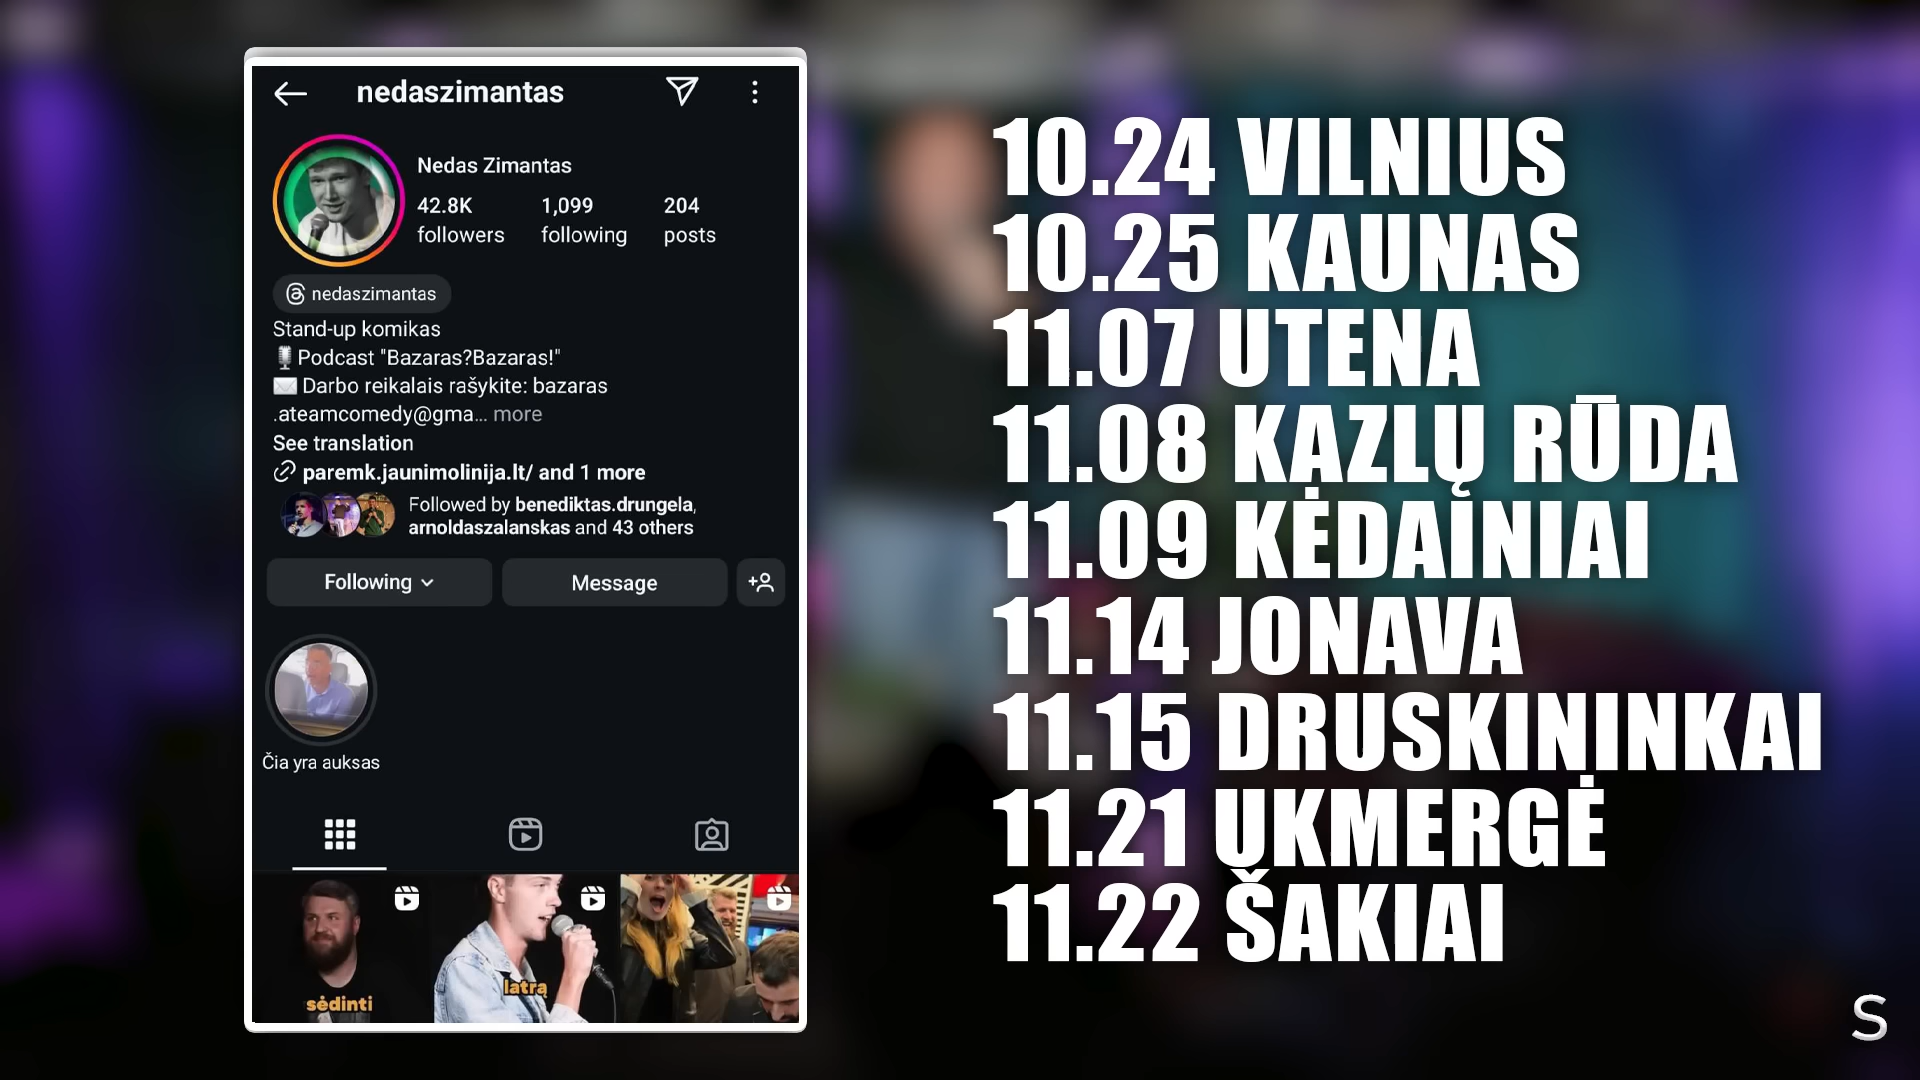 nedaszimantas
Nedas Zimantas
42.8K 1,099 204
followers following posts
nedaszimantas
Stand-up komikas
Podcast "Bazaras?Bazaras!"
Darbo reikalais rašykite: bazaras
.ateamcomedy@gma... more
See translation
paremk.jaunimolinija.lt/ and 1 more
Followed by benediktas.drungela,
arnoldaszalanskas and 43 others
Following Message
Čia yra auksas
sėdinti
latrą
10.24 VILNIUS
10.25 KAUNAS
11.07 UTENA
11.08 KAZLŲ RŪDA
11.09 KĖDAINIAI
11.14 JONAVA
11.15 DRUSKININKAI
11.21 UKMERGĖ
11.22 ŠAKIAI
S